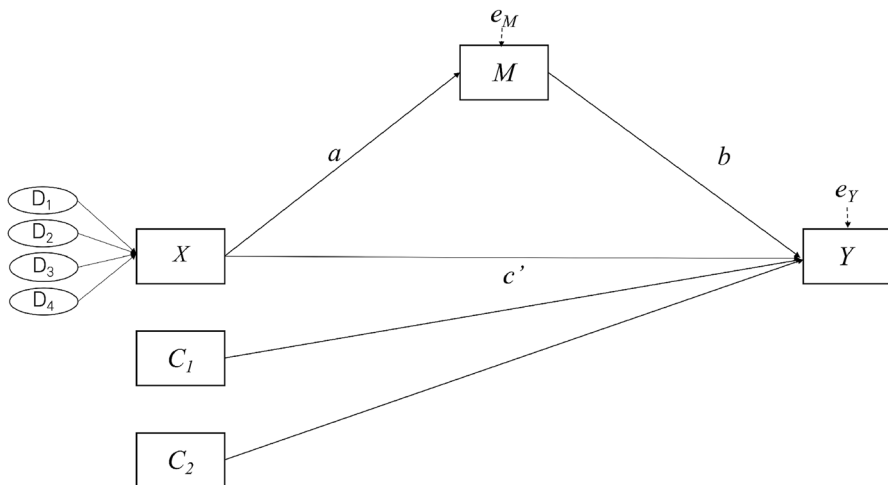 e_M
M
a
b
D₁
D₂
D₃
D₄
X
e_Y
Y
c’
C₁
C₂